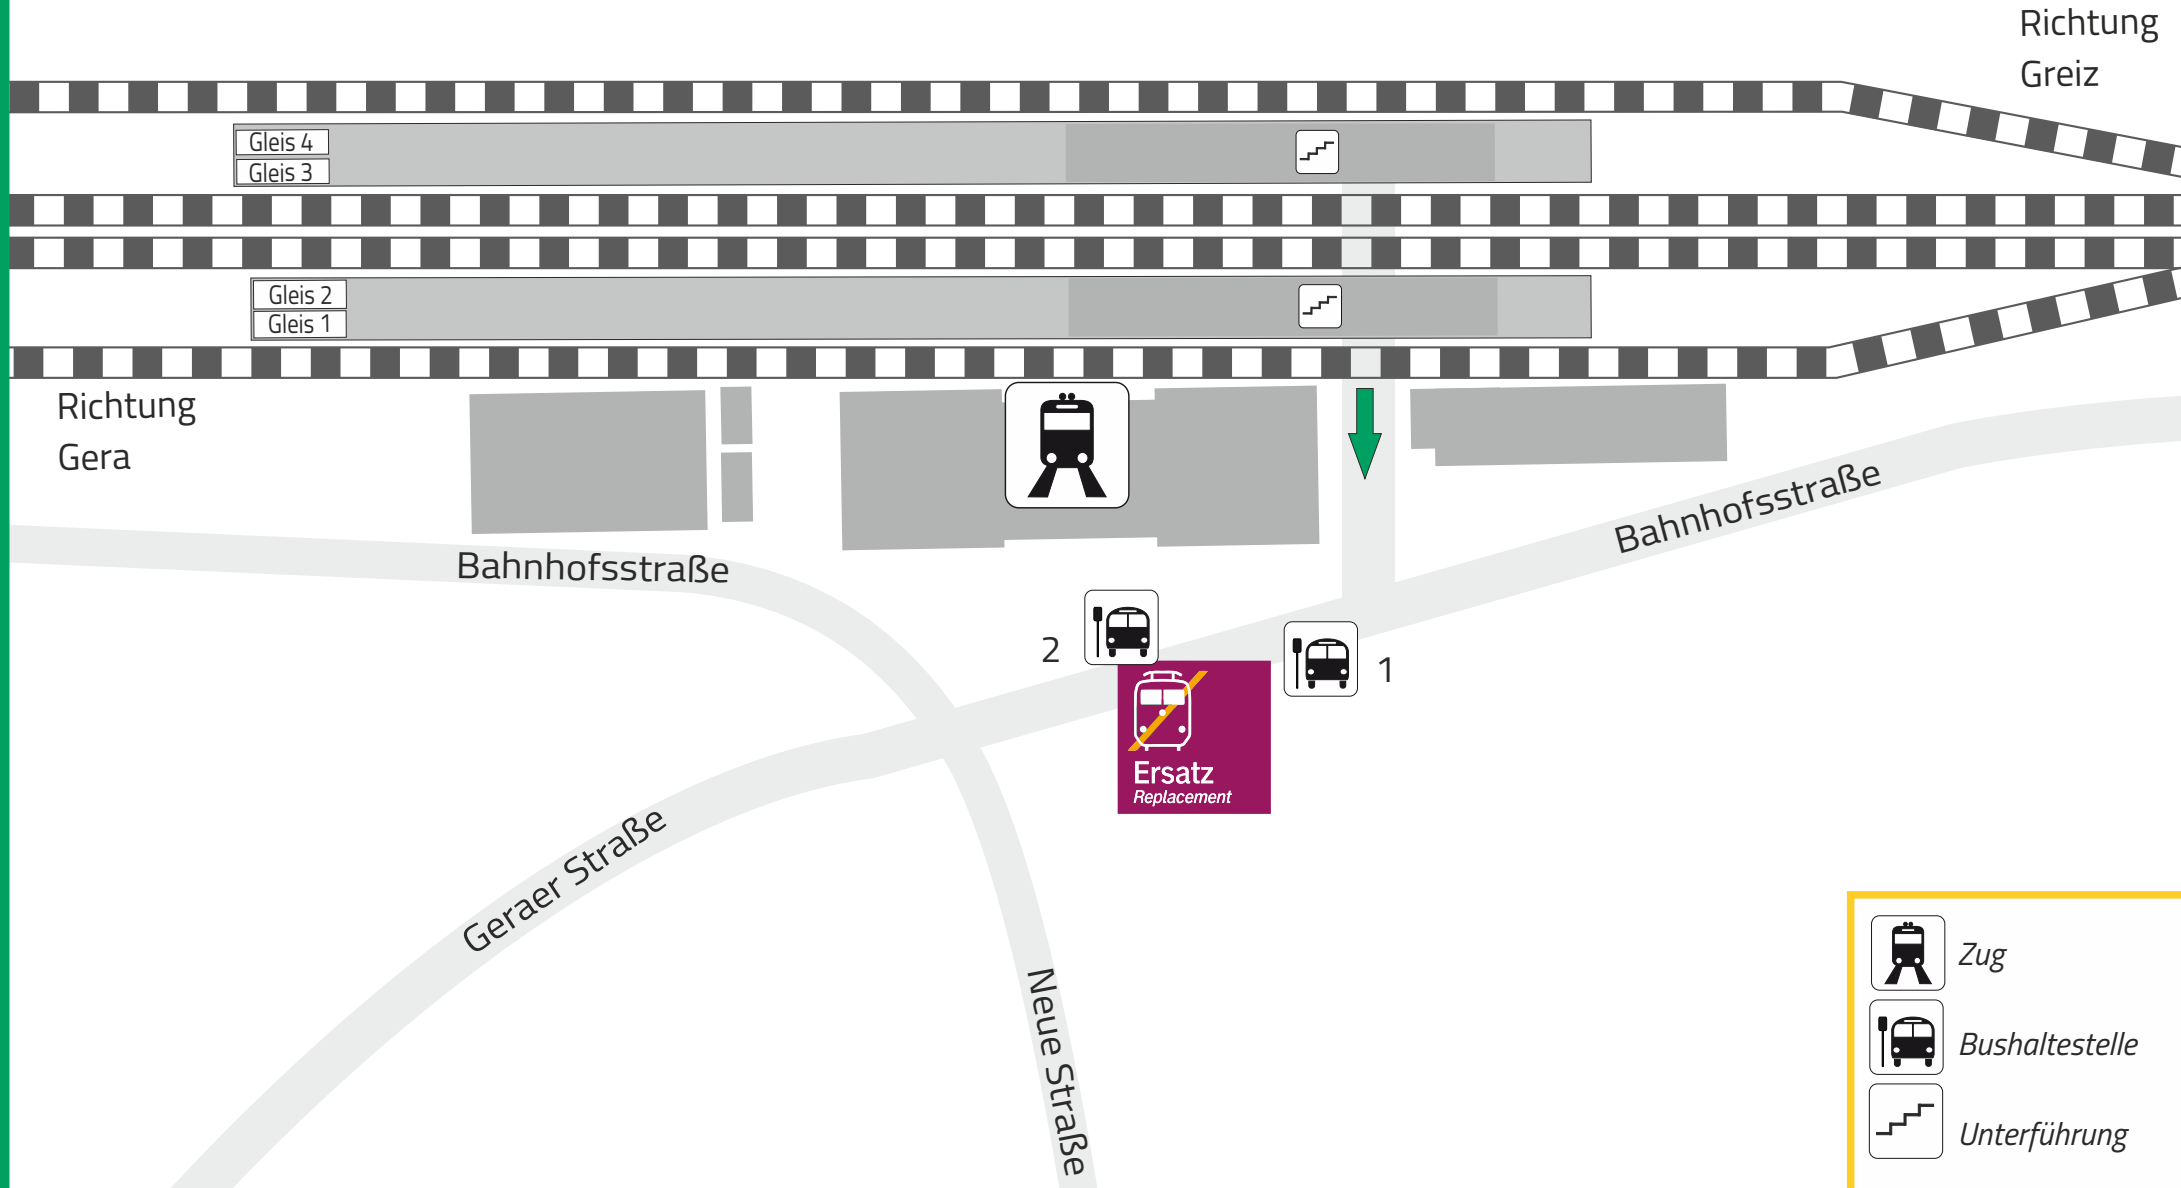 Richtung
Greiz
Gleis 4
Gleis 3
Gleis 2
Gleis 1
Richtung
Gera
Bahnhofsstraße
Bahnhofsstraße
2
1
Ersatz
Replacement
Geraer Straße
Neue Straße
Zug
Bushaltestelle
Unterführung